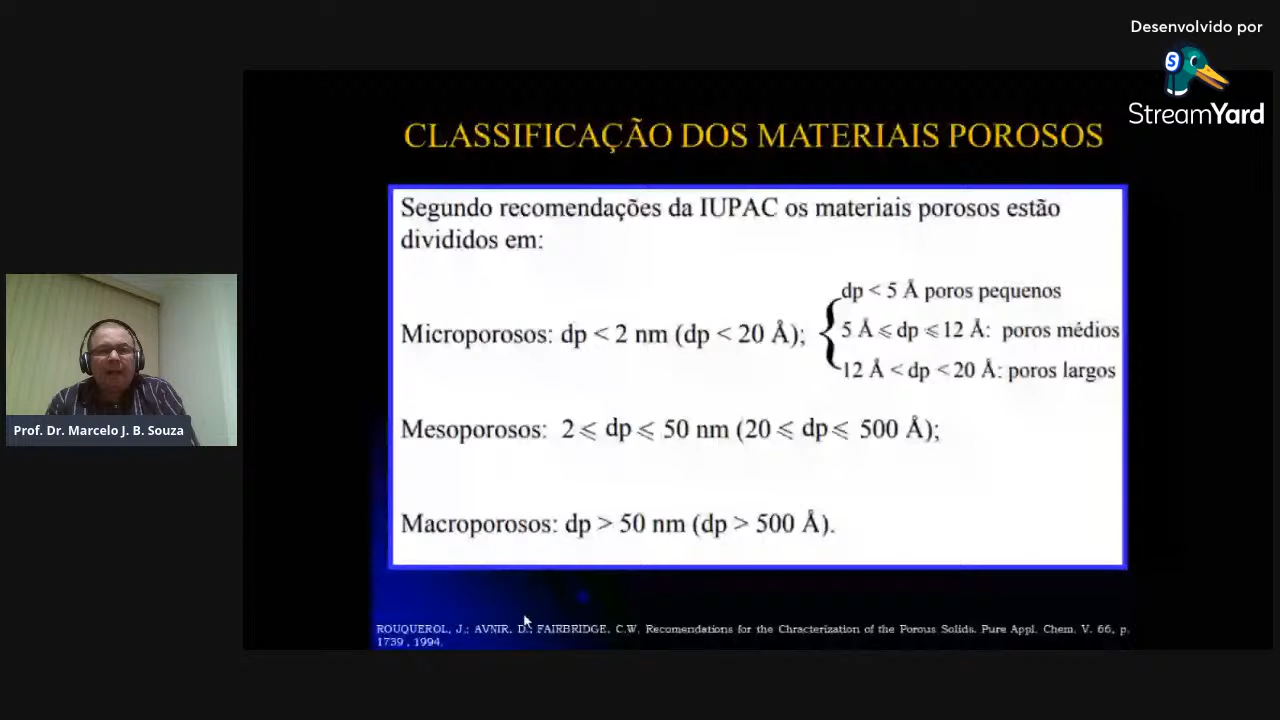 Desenvolvido por
StreamYard
CLASSIFICAÇÃO DOS MATERIAIS POROSOS
Segundo recomendações da IUPAC os materiais porosos estão
divididos em:
dp < 5 Å poros pequenos
Microporosos: dp < 2 nm (dp < 20 Å); 5 Å ⩽ dp ⩽ 12 Å: poros médios
12 Å < dp < 20 Å: poros largos
Mesoporosos: 2 ⩽ dp ⩽ 50 nm (20 ⩽ dp ⩽ 500 Å);
Macroporosos: dp > 50 nm (dp > 500 Å).
Prof. Dr. Marcelo J. B. Souza
ROUQUEROL, J.; AVNIR, D.; FAIRBRIDGE, C.W. Recomendations for the Chracterization of the Porous Solids. Pure Appl. Chem. V. 66, p.
1739, 1994.